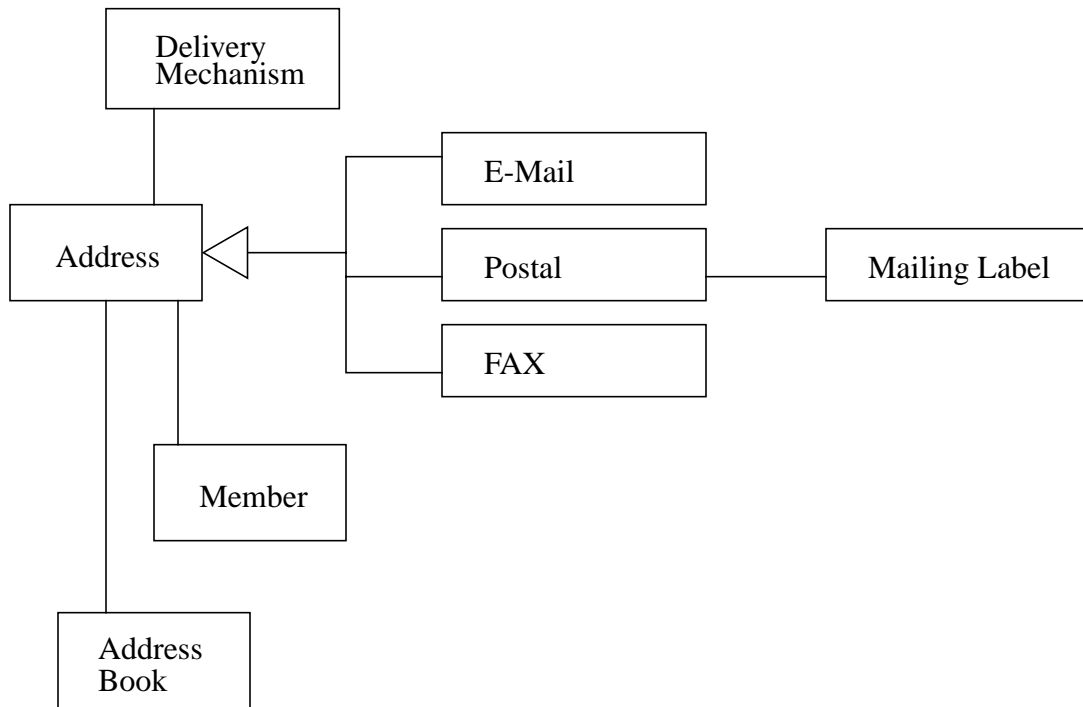 Delivery
Mechanism
E-Mail
Address
Postal
Mailing Label
FAX
Member
Address
Book